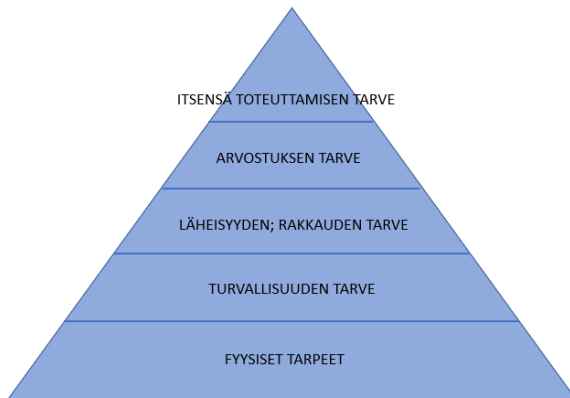 ITSENSÄ TOTEUTTAMISEN TARVE
ARVOSTUKSEN TARVE
LÄHEISYYDEN; RAKKAUDEN TARVE
TURVALLISUUDEN TARVE
FYYSISET TARPEET